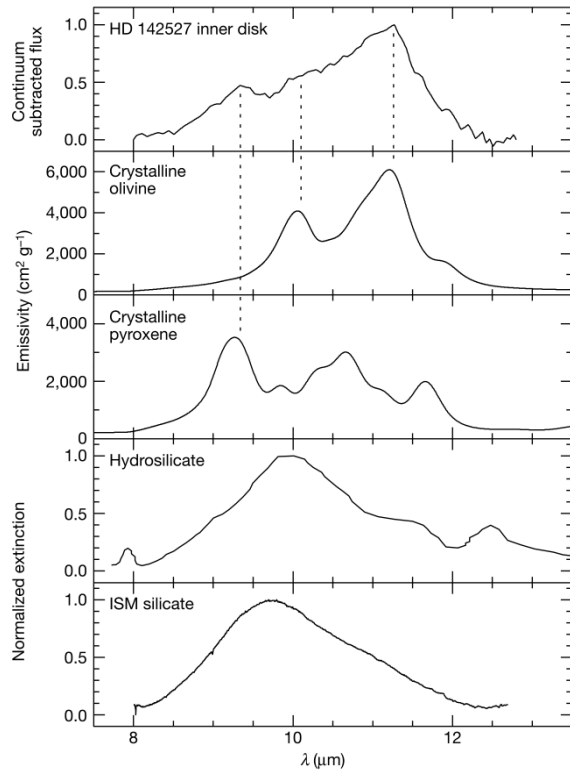 HD 142527 inner disk
Continuum
subtracted flux
1.0
0.5
0.0
Crystalline
olivine
6,000
4,000
2,000
0
Emissivity (cm² g⁻¹)
Crystalline
pyroxene
4,000
2,000
0
Hydrosilicate
1.0
0.5
0.0
Normalized extinction
ISM silicate
1.0
0.5
0.0
8
10
12
λ (μm)